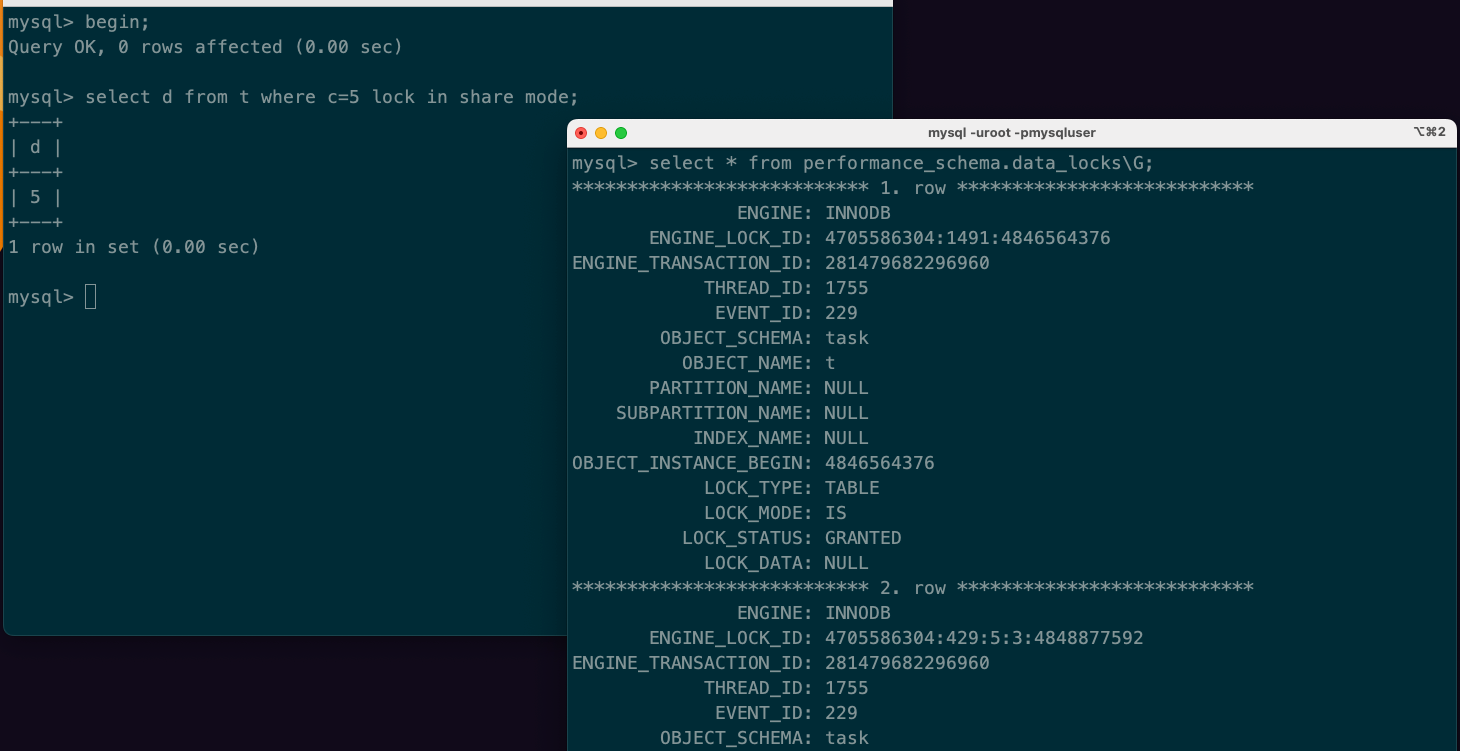 mysql> begin;
Query OK, 0 rows affected (0.00 sec)
mysql> select d from t where c=5 lock in share mode;
+---+
| d |
+---+
| 5 |
+---+
1 row in set (0.00 sec)
mysql>
mysql -uroot -pmysqluser
⌥⌘2
mysql> select * from performance_schema.data_locks\G;
*************************** 1. row ***************************
ENGINE: INNODB
ENGINE_LOCK_ID: 4705586304:1491:4846564376
ENGINE_TRANSACTION_ID: 281479682296960
THREAD_ID: 1755
EVENT_ID: 229
OBJECT_SCHEMA: task
OBJECT_NAME: t
PARTITION_NAME: NULL
SUBPARTITION_NAME: NULL
INDEX_NAME: NULL
OBJECT_INSTANCE_BEGIN: 4846564376
LOCK_TYPE: TABLE
LOCK_MODE: IS
LOCK_STATUS: GRANTED
LOCK_DATA: NULL
*************************** 2. row ***************************
ENGINE: INNODB
ENGINE_LOCK_ID: 4705586304:429:5:3:4848877592
ENGINE_TRANSACTION_ID: 281479682296960
THREAD_ID: 1755
EVENT_ID: 229
OBJECT_SCHEMA: task